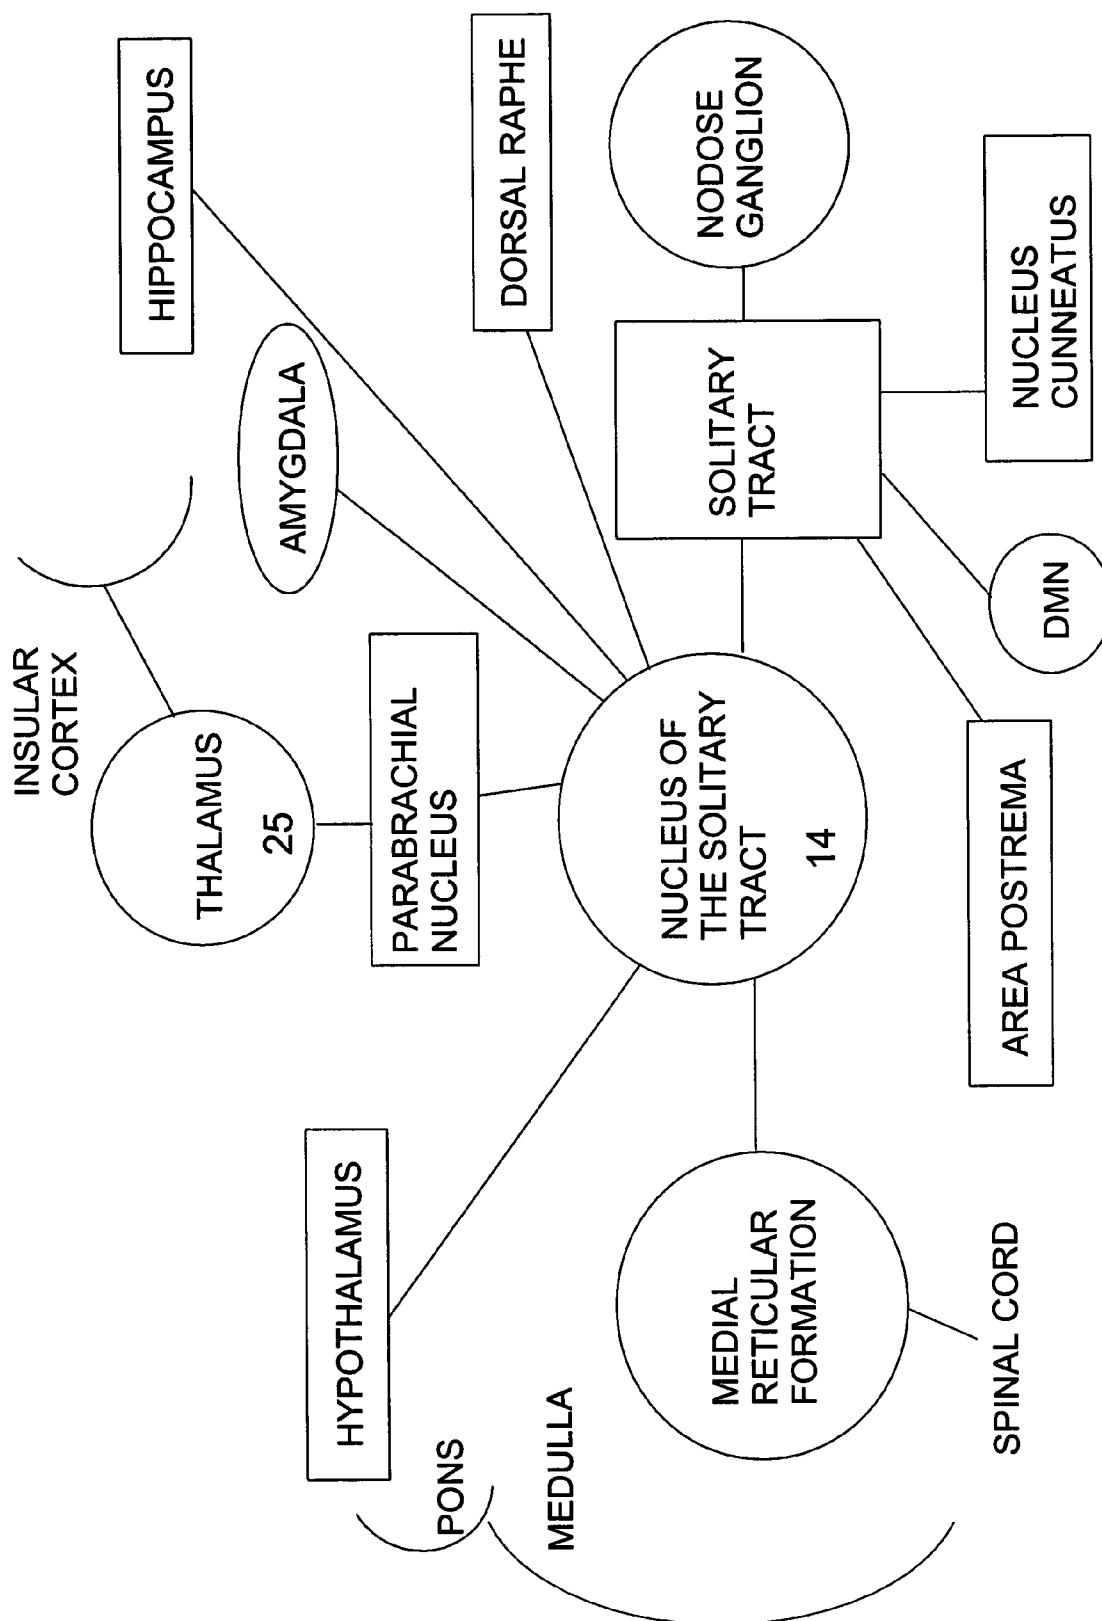 INSULAR
CORTEX
THALAMUS
25
HIPPOCAMPUS
AMYGDALA
PARABRACHIAL
NUCLEUS
HYPOTHALAMUS
DORSAL RAPHE
PONS
MEDULLA
NUCLEUS OF
THE SOLITARY
TRACT
14
SOLITARY
TRACT
NODOSE
GANGLION
MEDIAL
RETICULAR
FORMATION
SPINAL CORD
AREA POSTREMA
DMN
NUCLEUS
CUNNEATUS